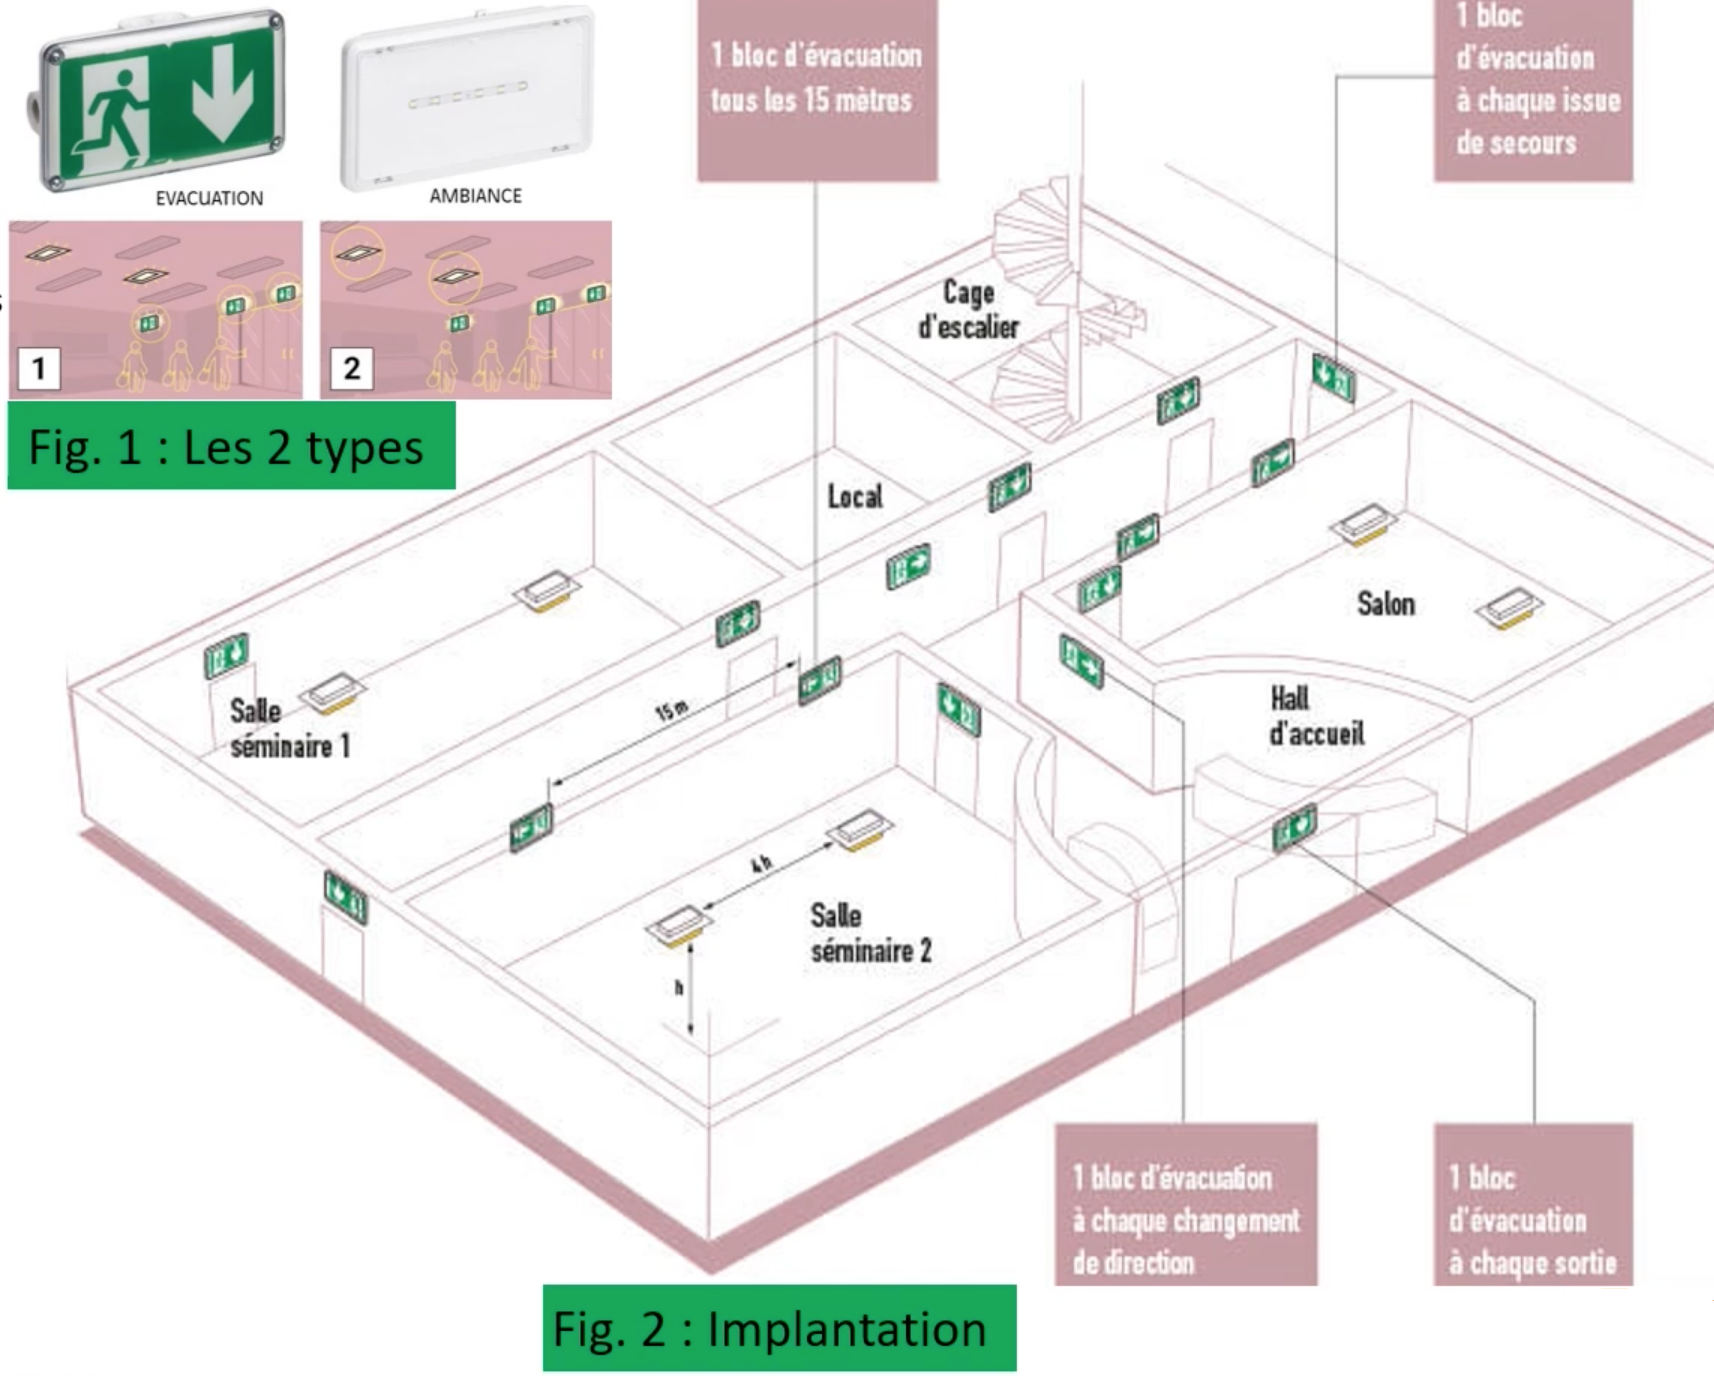 EVACUATION
AMBIANCE
1
2
Fig. 1 : Les 2 types
1 bloc d'évacuation
tous les 15 mètres
1 bloc
d'évacuation
à chaque issue
de secours
Cage
d'escalier
Local
Salon
Salle
séminaire 1
15 m
Hall
d'accueil
4 h
h
Salle
séminaire 2
1 bloc d'évacuation
à chaque changement
de direction
1 bloc
d'évacuation
à chaque sortie
Fig. 2 : Implantation